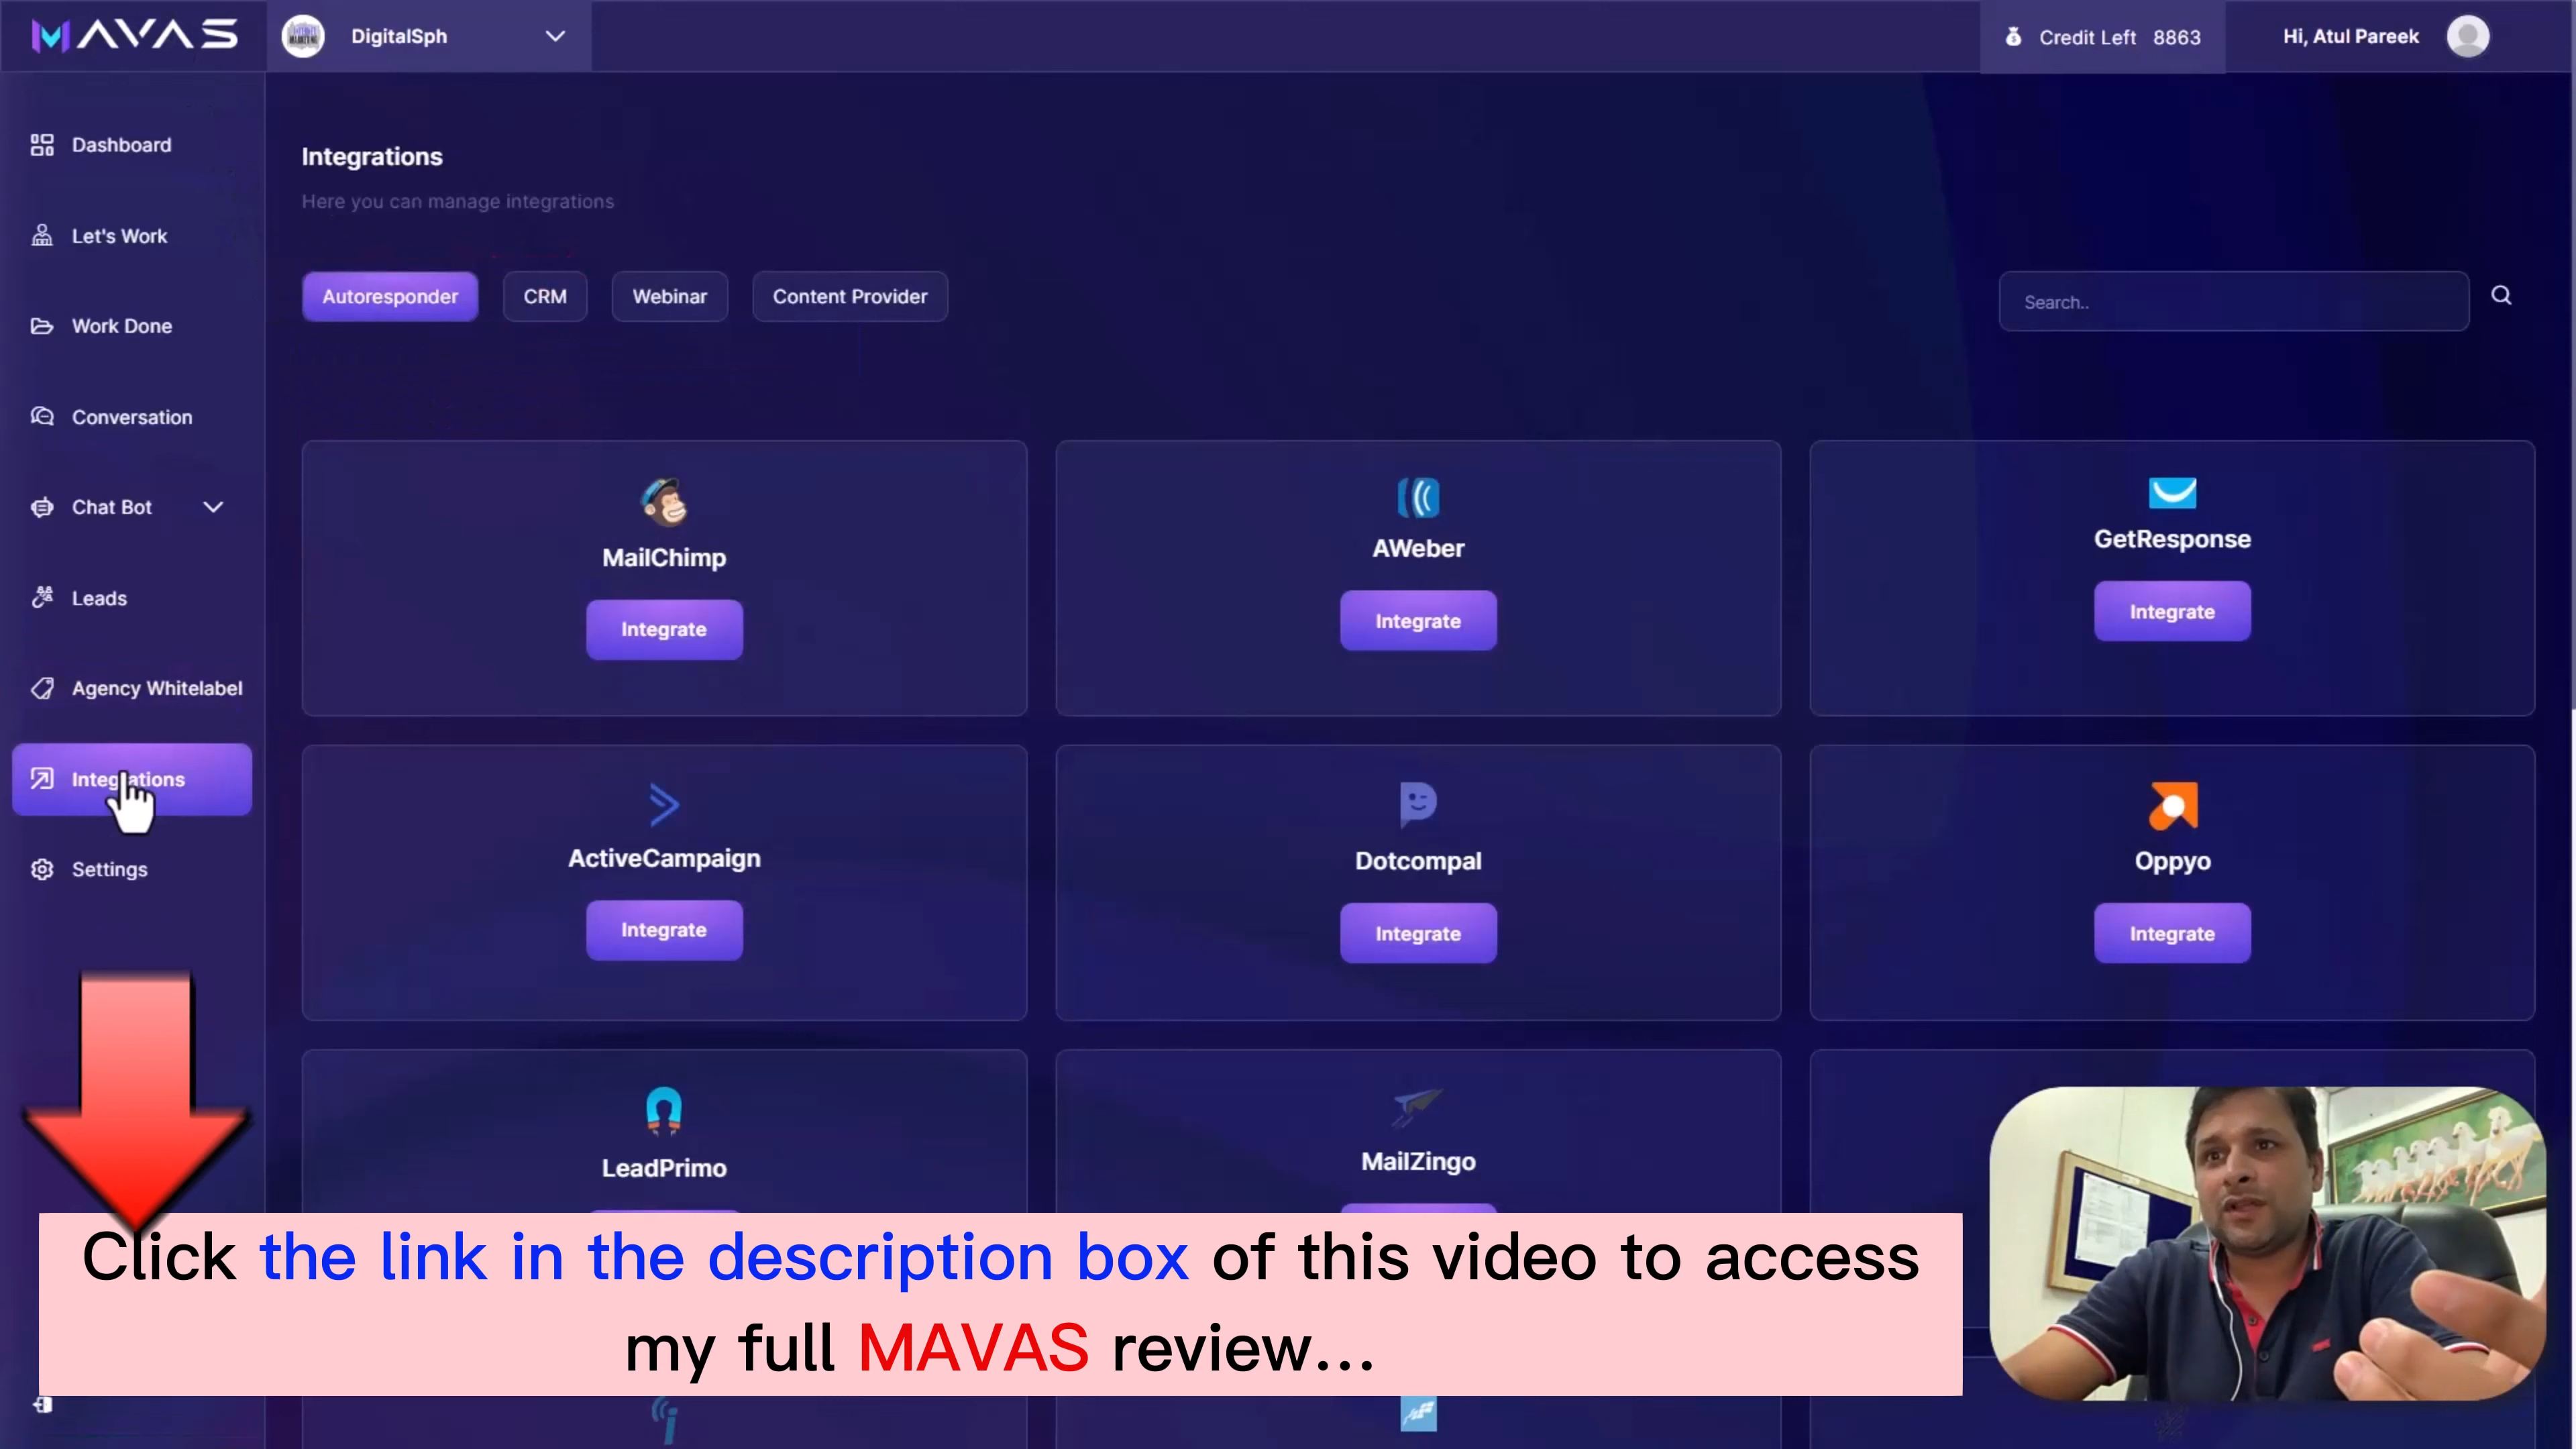 MAVAS
DigitalSph
Credit Left 8863
Hi, Atul Pareek
Dashboard
Let's Work
Work Done
Conversation
Chat Bot
Leads
Agency Whitelabel
Integrations
Settings
Integrations
Here you can manage integrations
Autoresponder
CRM
Webinar
Content Provider
Search..
MailChimp
Integrate
AWeber
Integrate
GetResponse
Integrate
ActiveCampaign
Integrate
Dotcompal
Integrate
Oppyo
Integrate
LeadPrimo
MailZingo
Click the link in the description box of this video to access
my full MAVAS review...